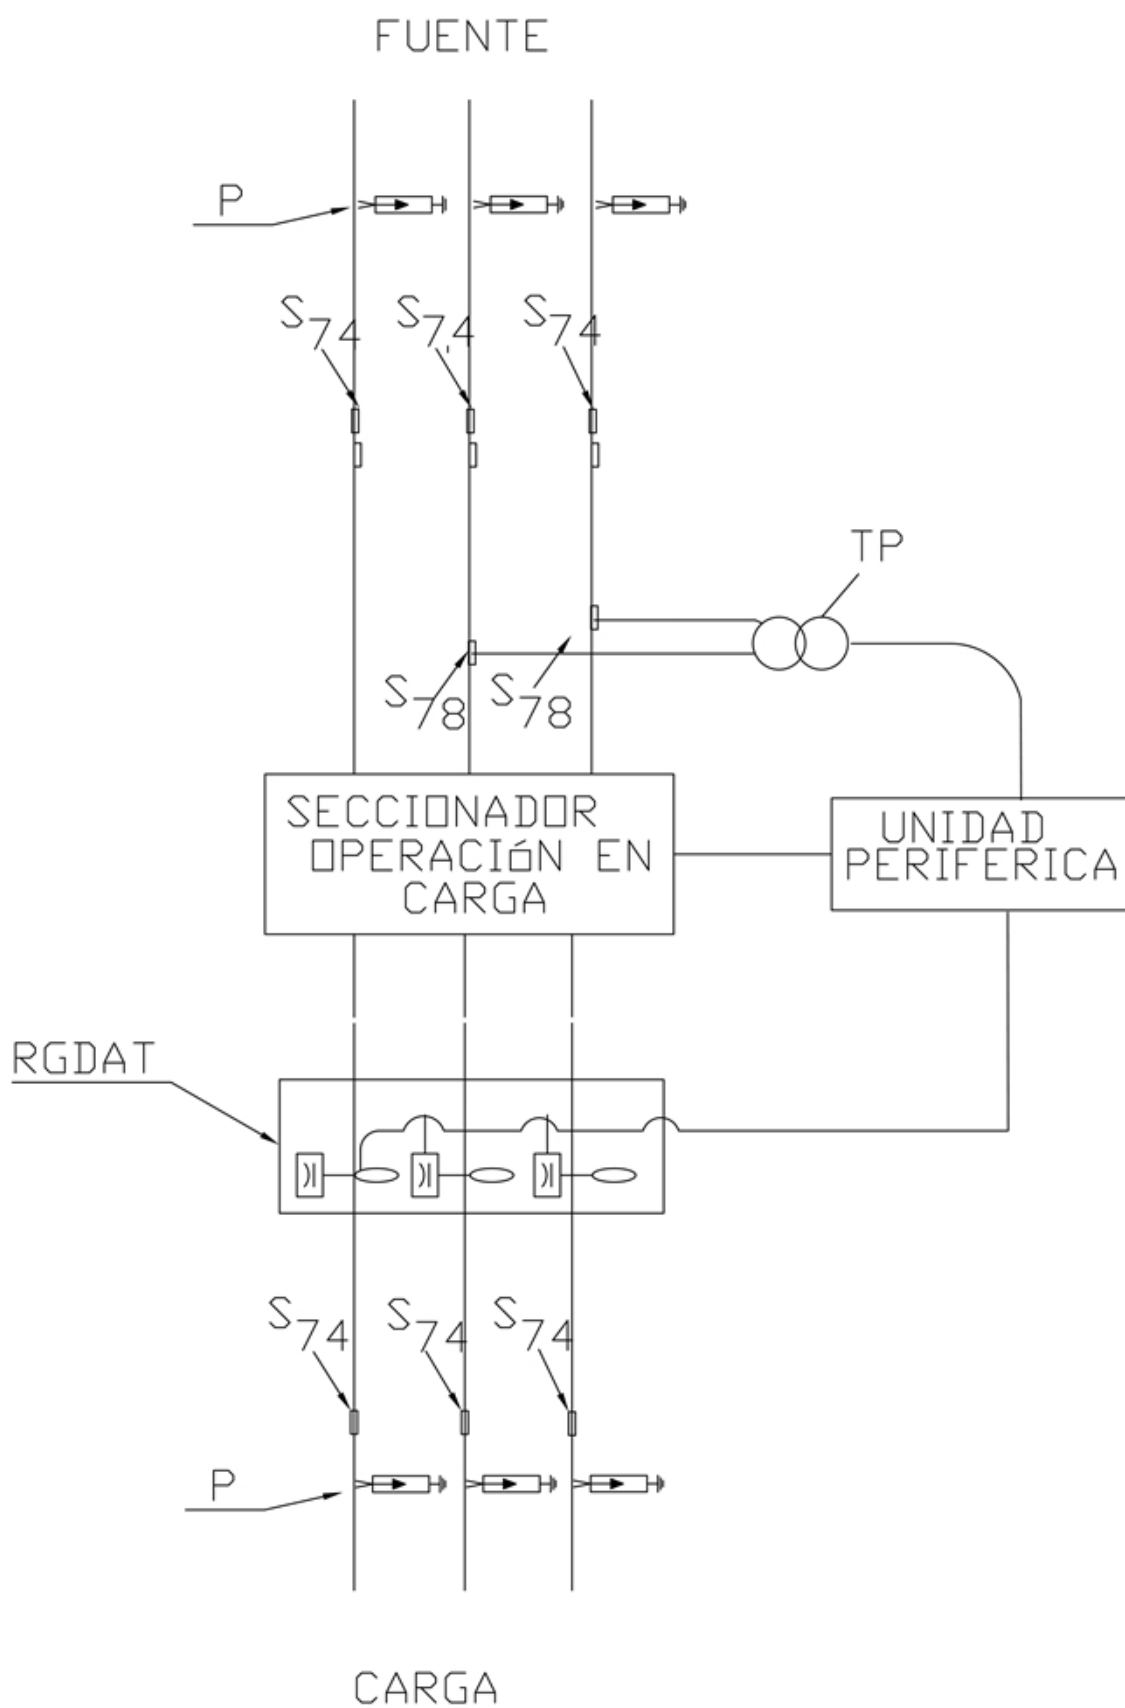 FUENTE
P
S74 S74 S74
TP
S78 S78
SECCIONADOR
OPERACIóN EN
CARGA
UNIDAD
PERIFERICA
RGDAT
S74 S74 S74
P
CARGA